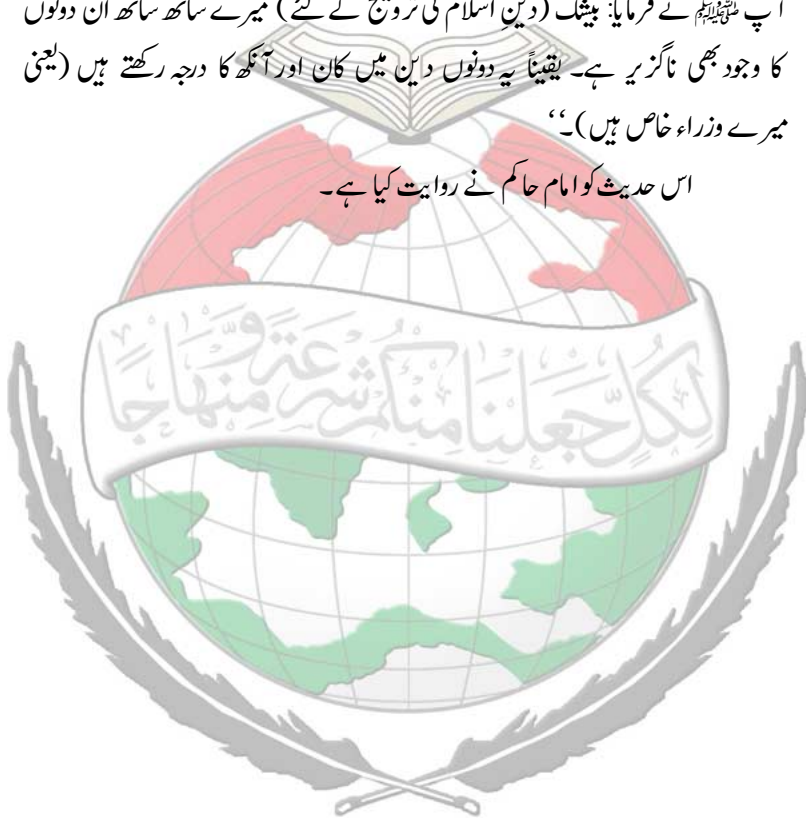 آپ ﷺ نے فرمایا: بیشک (دینِ اسلام کی ترویج کے لئے) میرے ساتھ ساتھ ان دونوں
کا وجود بھی ناگزیر ہے۔ یقیناً یہ دونوں دین میں کان اور آنکھ کا درجہ رکھتے ہیں (یعنی
میرے وزراء خاص ہیں)۔‘‘
اس حدیث کو امام حاکم نے روایت کیا ہے۔
لِكُلٍّ جَعَلْنَا مِنْكُمْ شِرْعَةً وَّمِنْهَاجًا